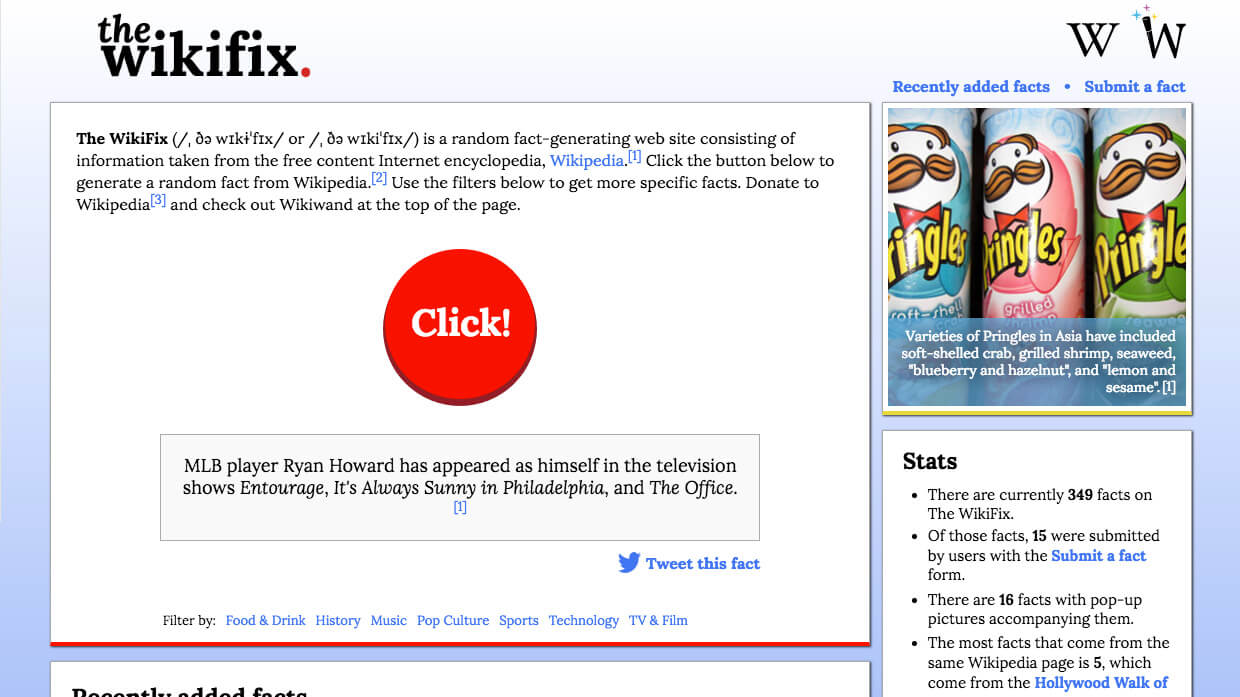 the
wikifix.
W W
Recently added facts • Submit a fact
The WikiFix (/ˌ ðə wɪkɨˈfɪx/ or /ˌ ðə wɪkiˈfɪx/) is a random fact-generating web site consisting of
information taken from the free content Internet encyclopedia, Wikipedia.[1] Click the button below to
generate a random fact from Wikipedia.[2] Use the filters below to get more specific facts. Donate to
Wikipedia[3] and check out Wikiwand at the top of the page.
Click!
MLB player Ryan Howard has appeared as himself in the television
shows Entourage, It's Always Sunny in Philadelphia, and The Office.
[1]
Tweet this fact
Filter by: Food & Drink History Music Pop Culture Sports Technology TV & Film
Recently added facts
ringles Pringles Pringle
soft-shell grilled
shrimp seaweed
Varieties of Pringles in Asia have included
soft-shelled crab, grilled shrimp, seaweed,
"blueberry and hazelnut", and "lemon and
sesame". [1]
Stats
• There are currently 349 facts on
The WikiFix.
• Of those facts, 15 were submitted
by users with the Submit a fact
form.
• There are 16 facts with pop-up
pictures accompanying them.
• The most facts that come from the
same Wikipedia page is 5, which
come from the Hollywood Walk of